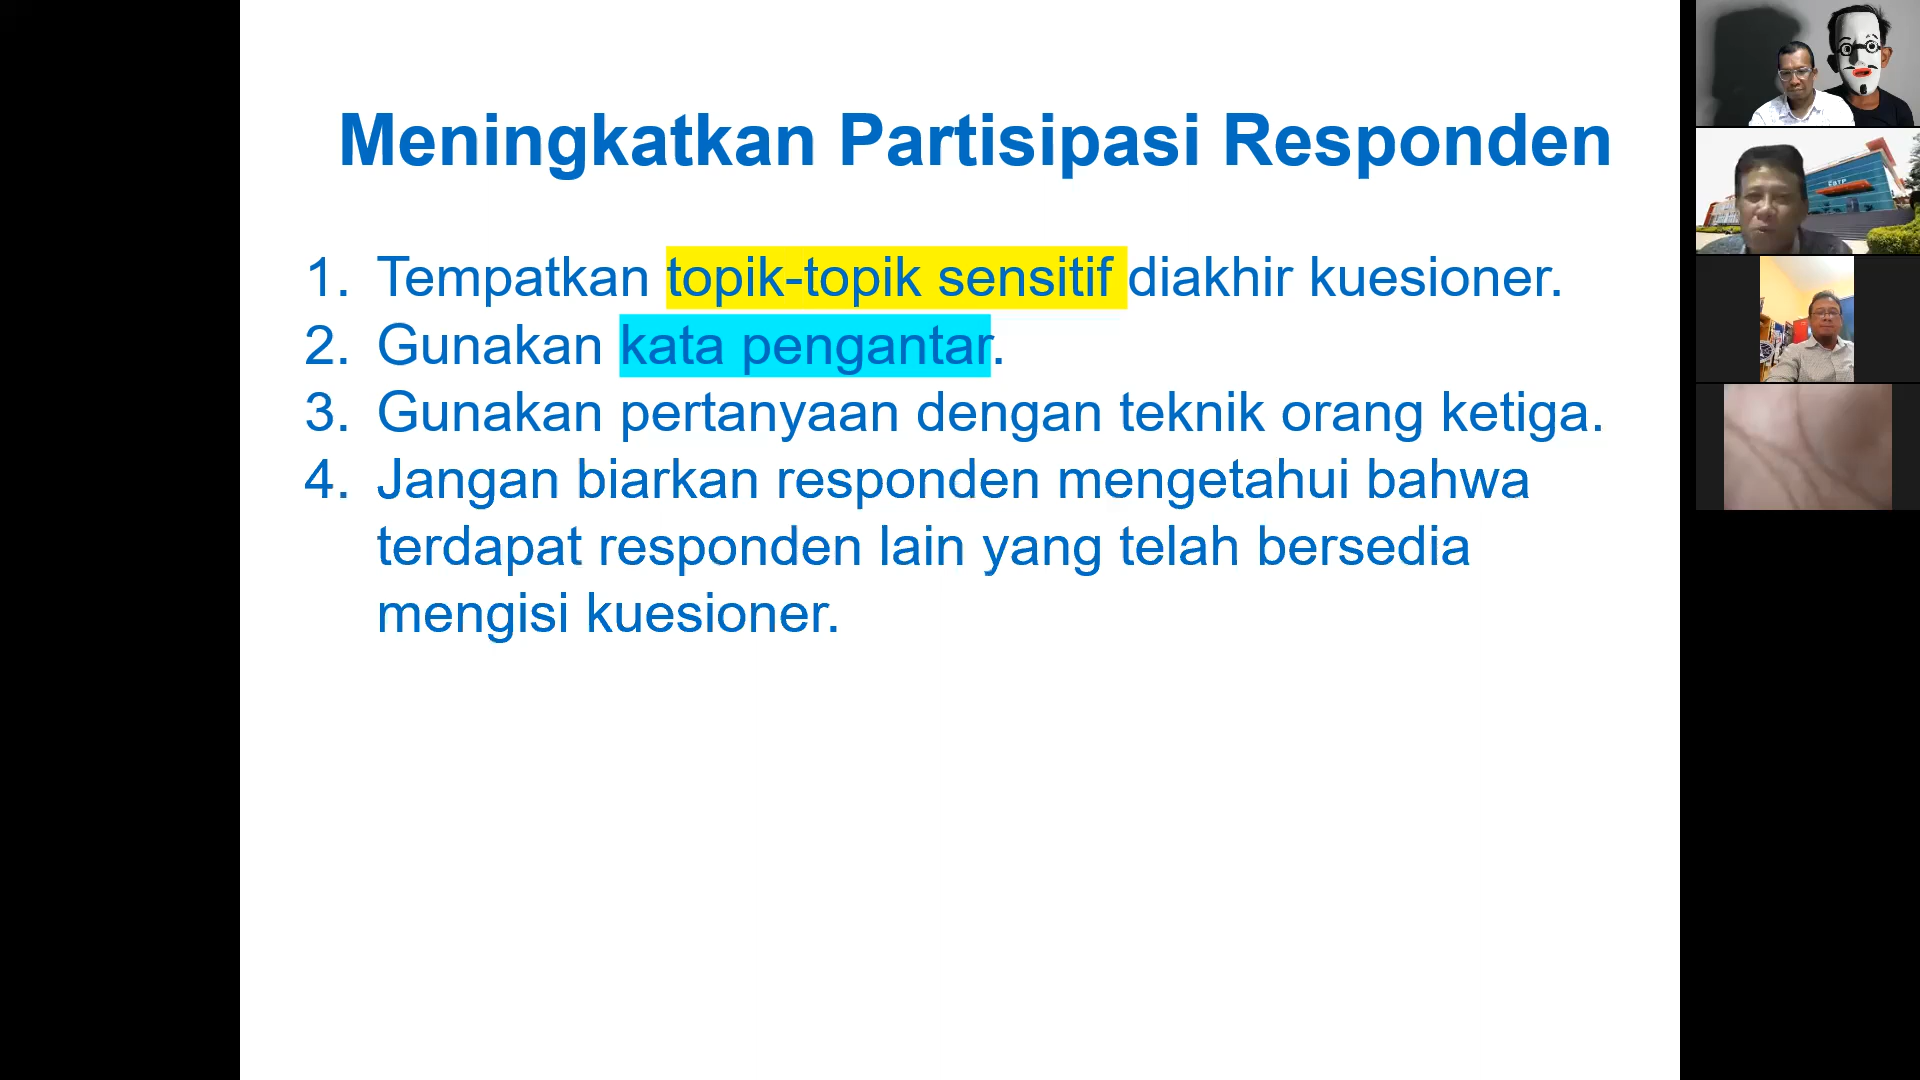 Meningkatkan Partisipasi Responden
1. Tempatkan topik-topik sensitif diakhir kuesioner.
2. Gunakan kata pengantar.
3. Gunakan pertanyaan dengan teknik orang ketiga.
4. Jangan biarkan responden mengetahui bahwa
terdapat responden lain yang telah bersedia
mengisi kuesioner.